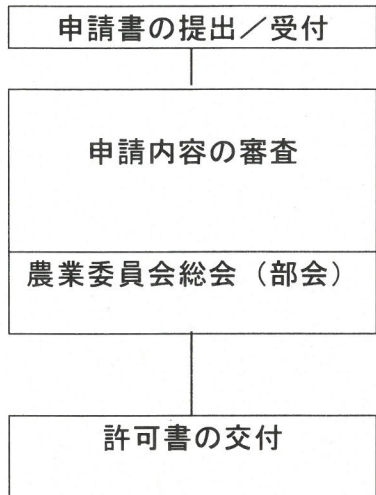 申請書の提出／受付
申請内容の審査
農業委員会総会（部会）
許可書の交付